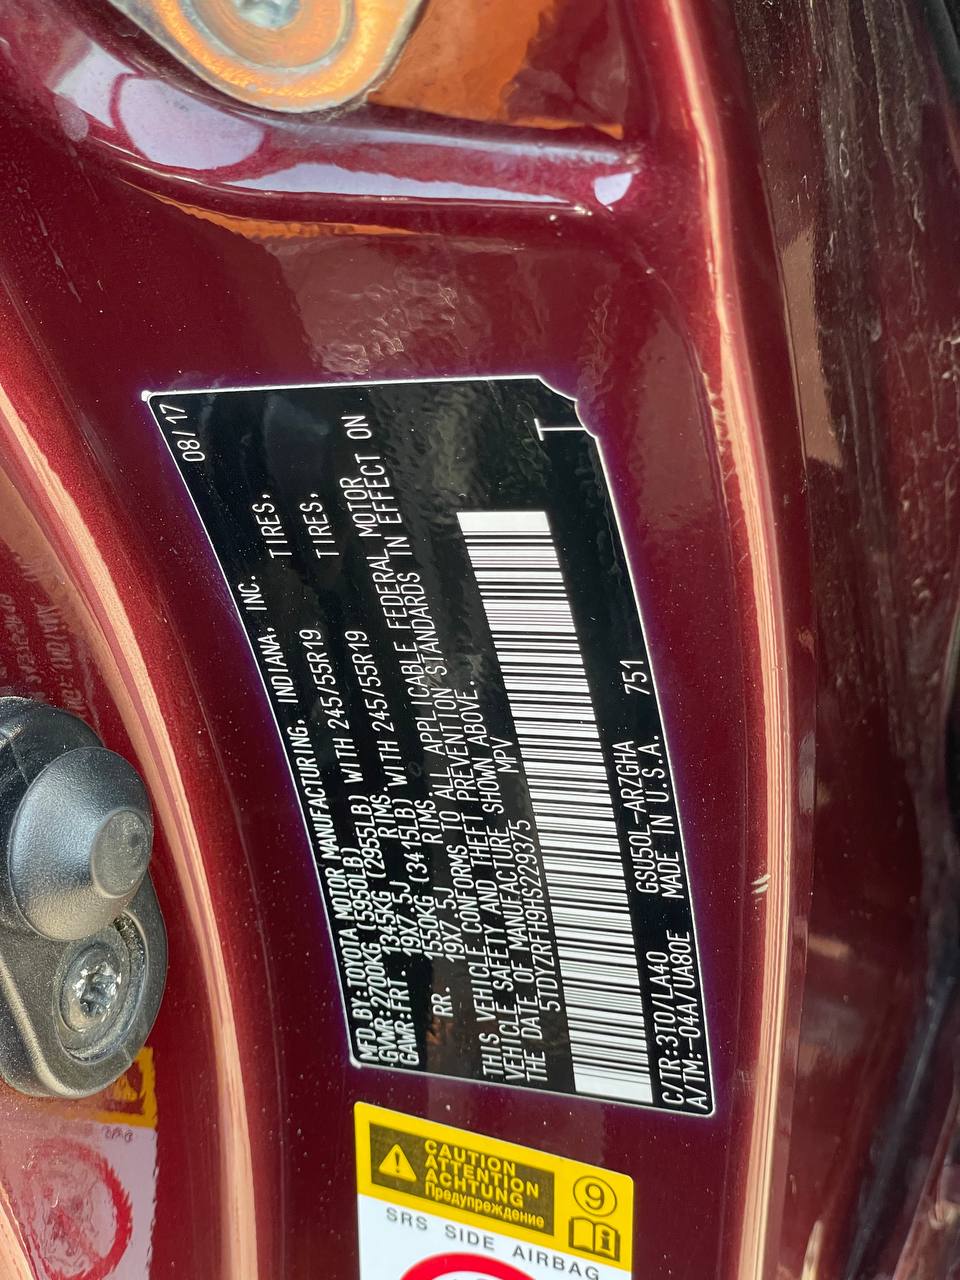 MFD.BY: TOYOTA MOTOR MANUFACTURING, INDIANA, INC. 08/17
GVWR:2700KG (5950LB)
GAWR:FRT. 1345KG (2955LB) WITH 245/55R19 TIRES,
19X7.5J RIMS.
RR. 1550KG (3415LB) WITH 245/55R19 TIRES,
19X7.5J RIMS.
THIS VEHICLE CONFORMS TO ALL APPLICABLE FEDERAL MOTOR
VEHICLE SAFETY AND THEFT PREVENTION STANDARDS IN EFFECT ON
THE DATE OF MANUFACTURE SHOWN ABOVE.
5TDYZRFH9HS229375 MPV
T
C/TR:3T0/LA40 GSU50L-ARZGHA 751
A/TM:-04A/UA80E MADE IN U.S.A.
CAUTION
ATTENTION
ACHTUNG
Предупреждение
9
SRS SIDE AIRBAG